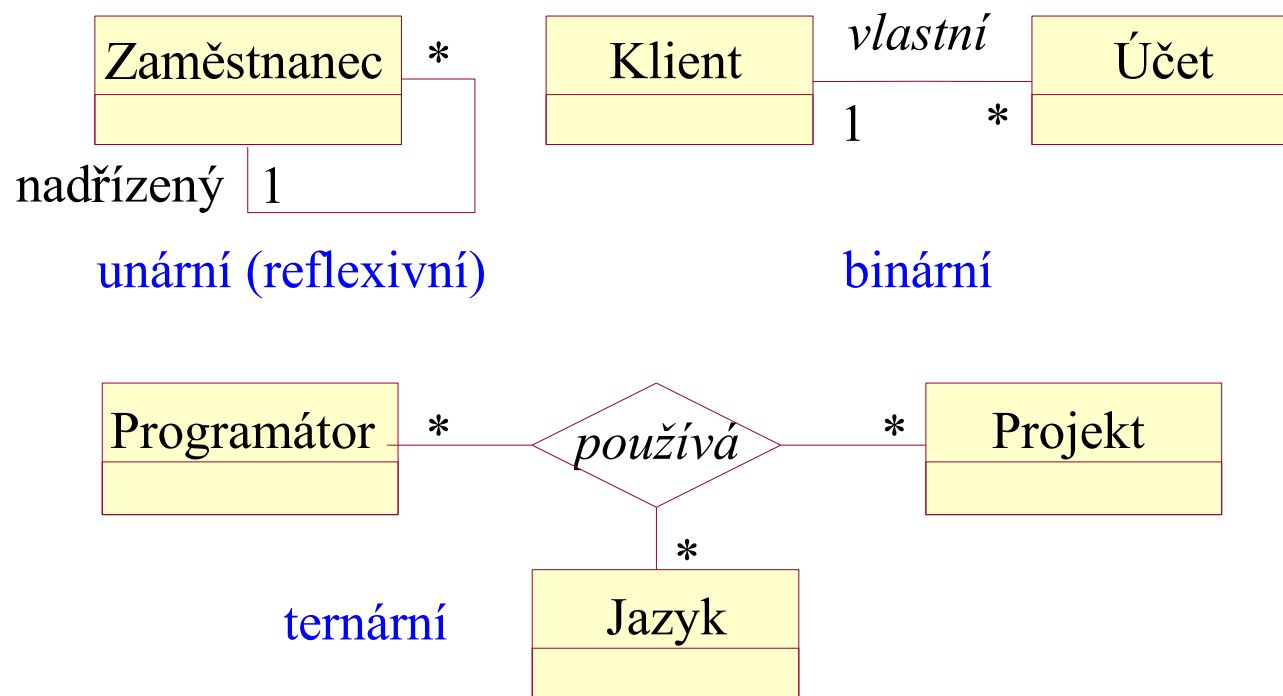 Zaměstnanec *
nadřízený 1
unární (reflexivní)
Klient vlastní Účet
1 *
binární
Programátor * používá * Projekt
*
Jazyk
ternární